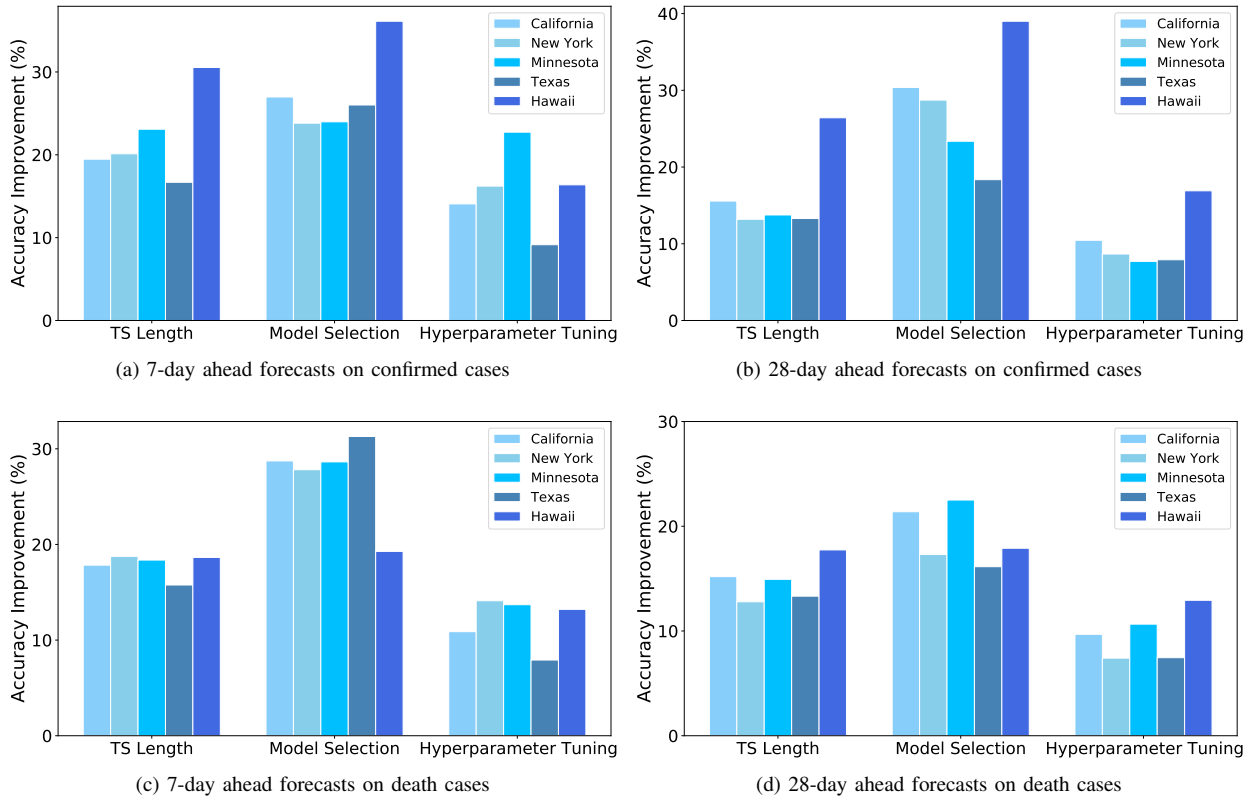 Accuracy Improvement (%)
30
20
10
0
California
New York
Minnesota
Texas
Hawaii
TS Length
Model Selection
Hyperparameter Tuning
(a) 7-day ahead forecasts on confirmed cases
Accuracy Improvement (%)
40
30
20
10
0
California
New York
Minnesota
Texas
Hawaii
TS Length
Model Selection
Hyperparameter Tuning
(b) 28-day ahead forecasts on confirmed cases
Accuracy Improvement (%)
30
20
10
0
California
New York
Minnesota
Texas
Hawaii
TS Length
Model Selection
Hyperparameter Tuning
(c) 7-day ahead forecasts on death cases
Accuracy Improvement (%)
30
20
10
0
California
New York
Minnesota
Texas
Hawaii
TS Length
Model Selection
Hyperparameter Tuning
(d) 28-day ahead forecasts on death cases